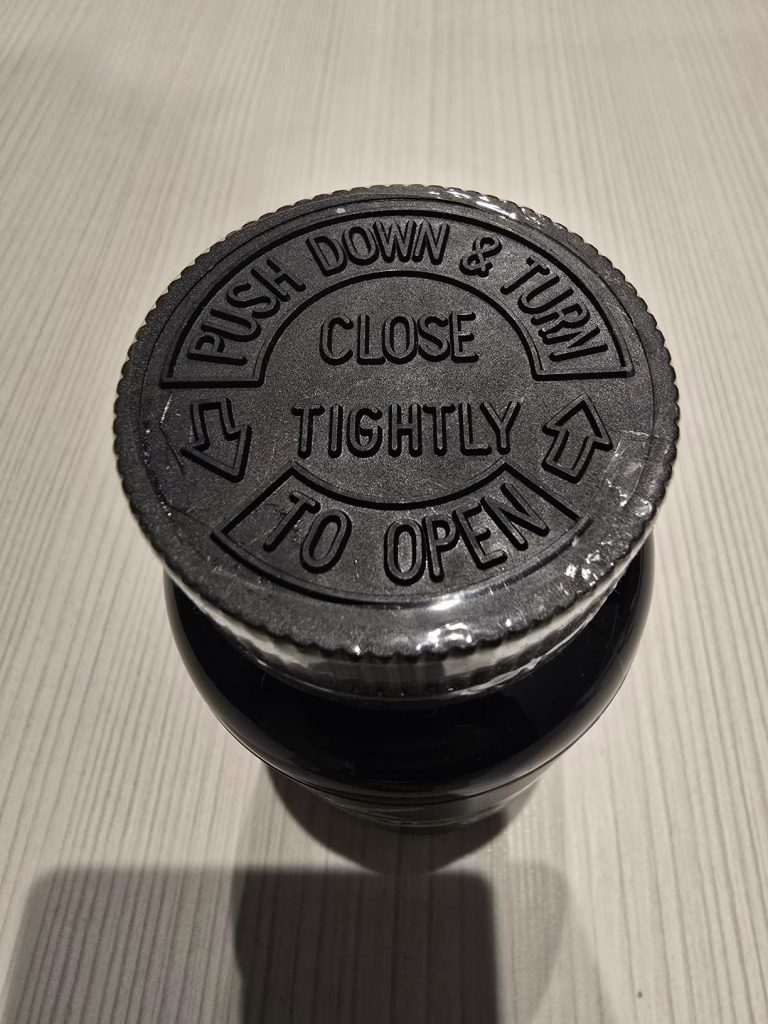 PUSH DOWN & TURN
CLOSE
TIGHTLY
TO OPEN